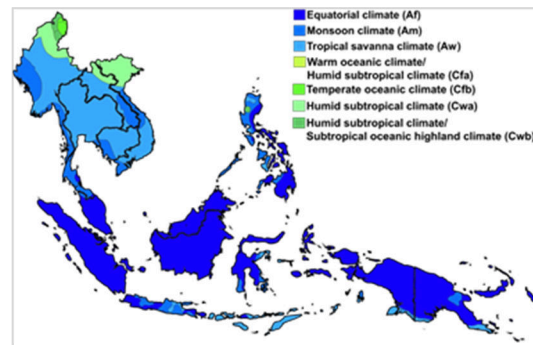 Equatorial climate (Af)
Monsoon climate (Am)
Tropical savanna climate (Aw)
Warm oceanic climate/
Humid subtropical climate (Cfa)
Temperate oceanic climate (Cfb)
Humid subtropical climate (Cwa)
Humid subtropical climate/
Subtropical oceanic highland climate (Cwb)